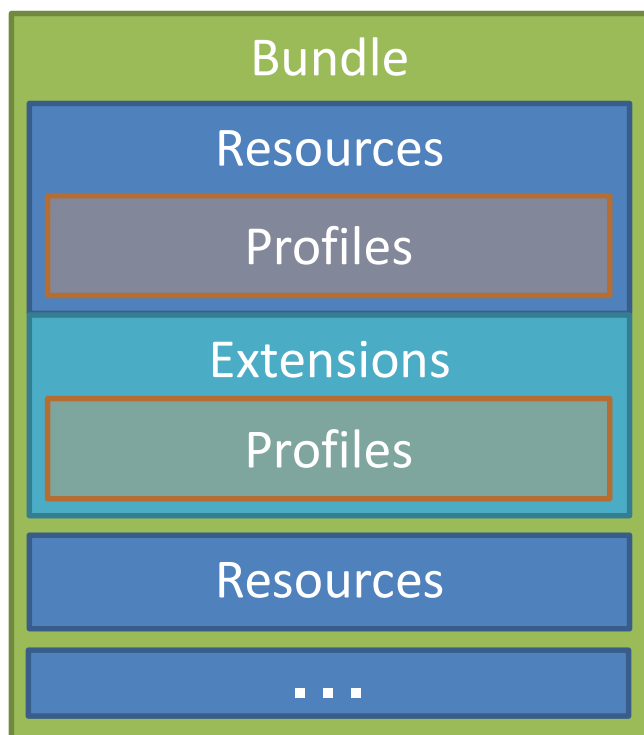 Bundle
Resources
Profiles
Extensions
Profiles
Resources
...